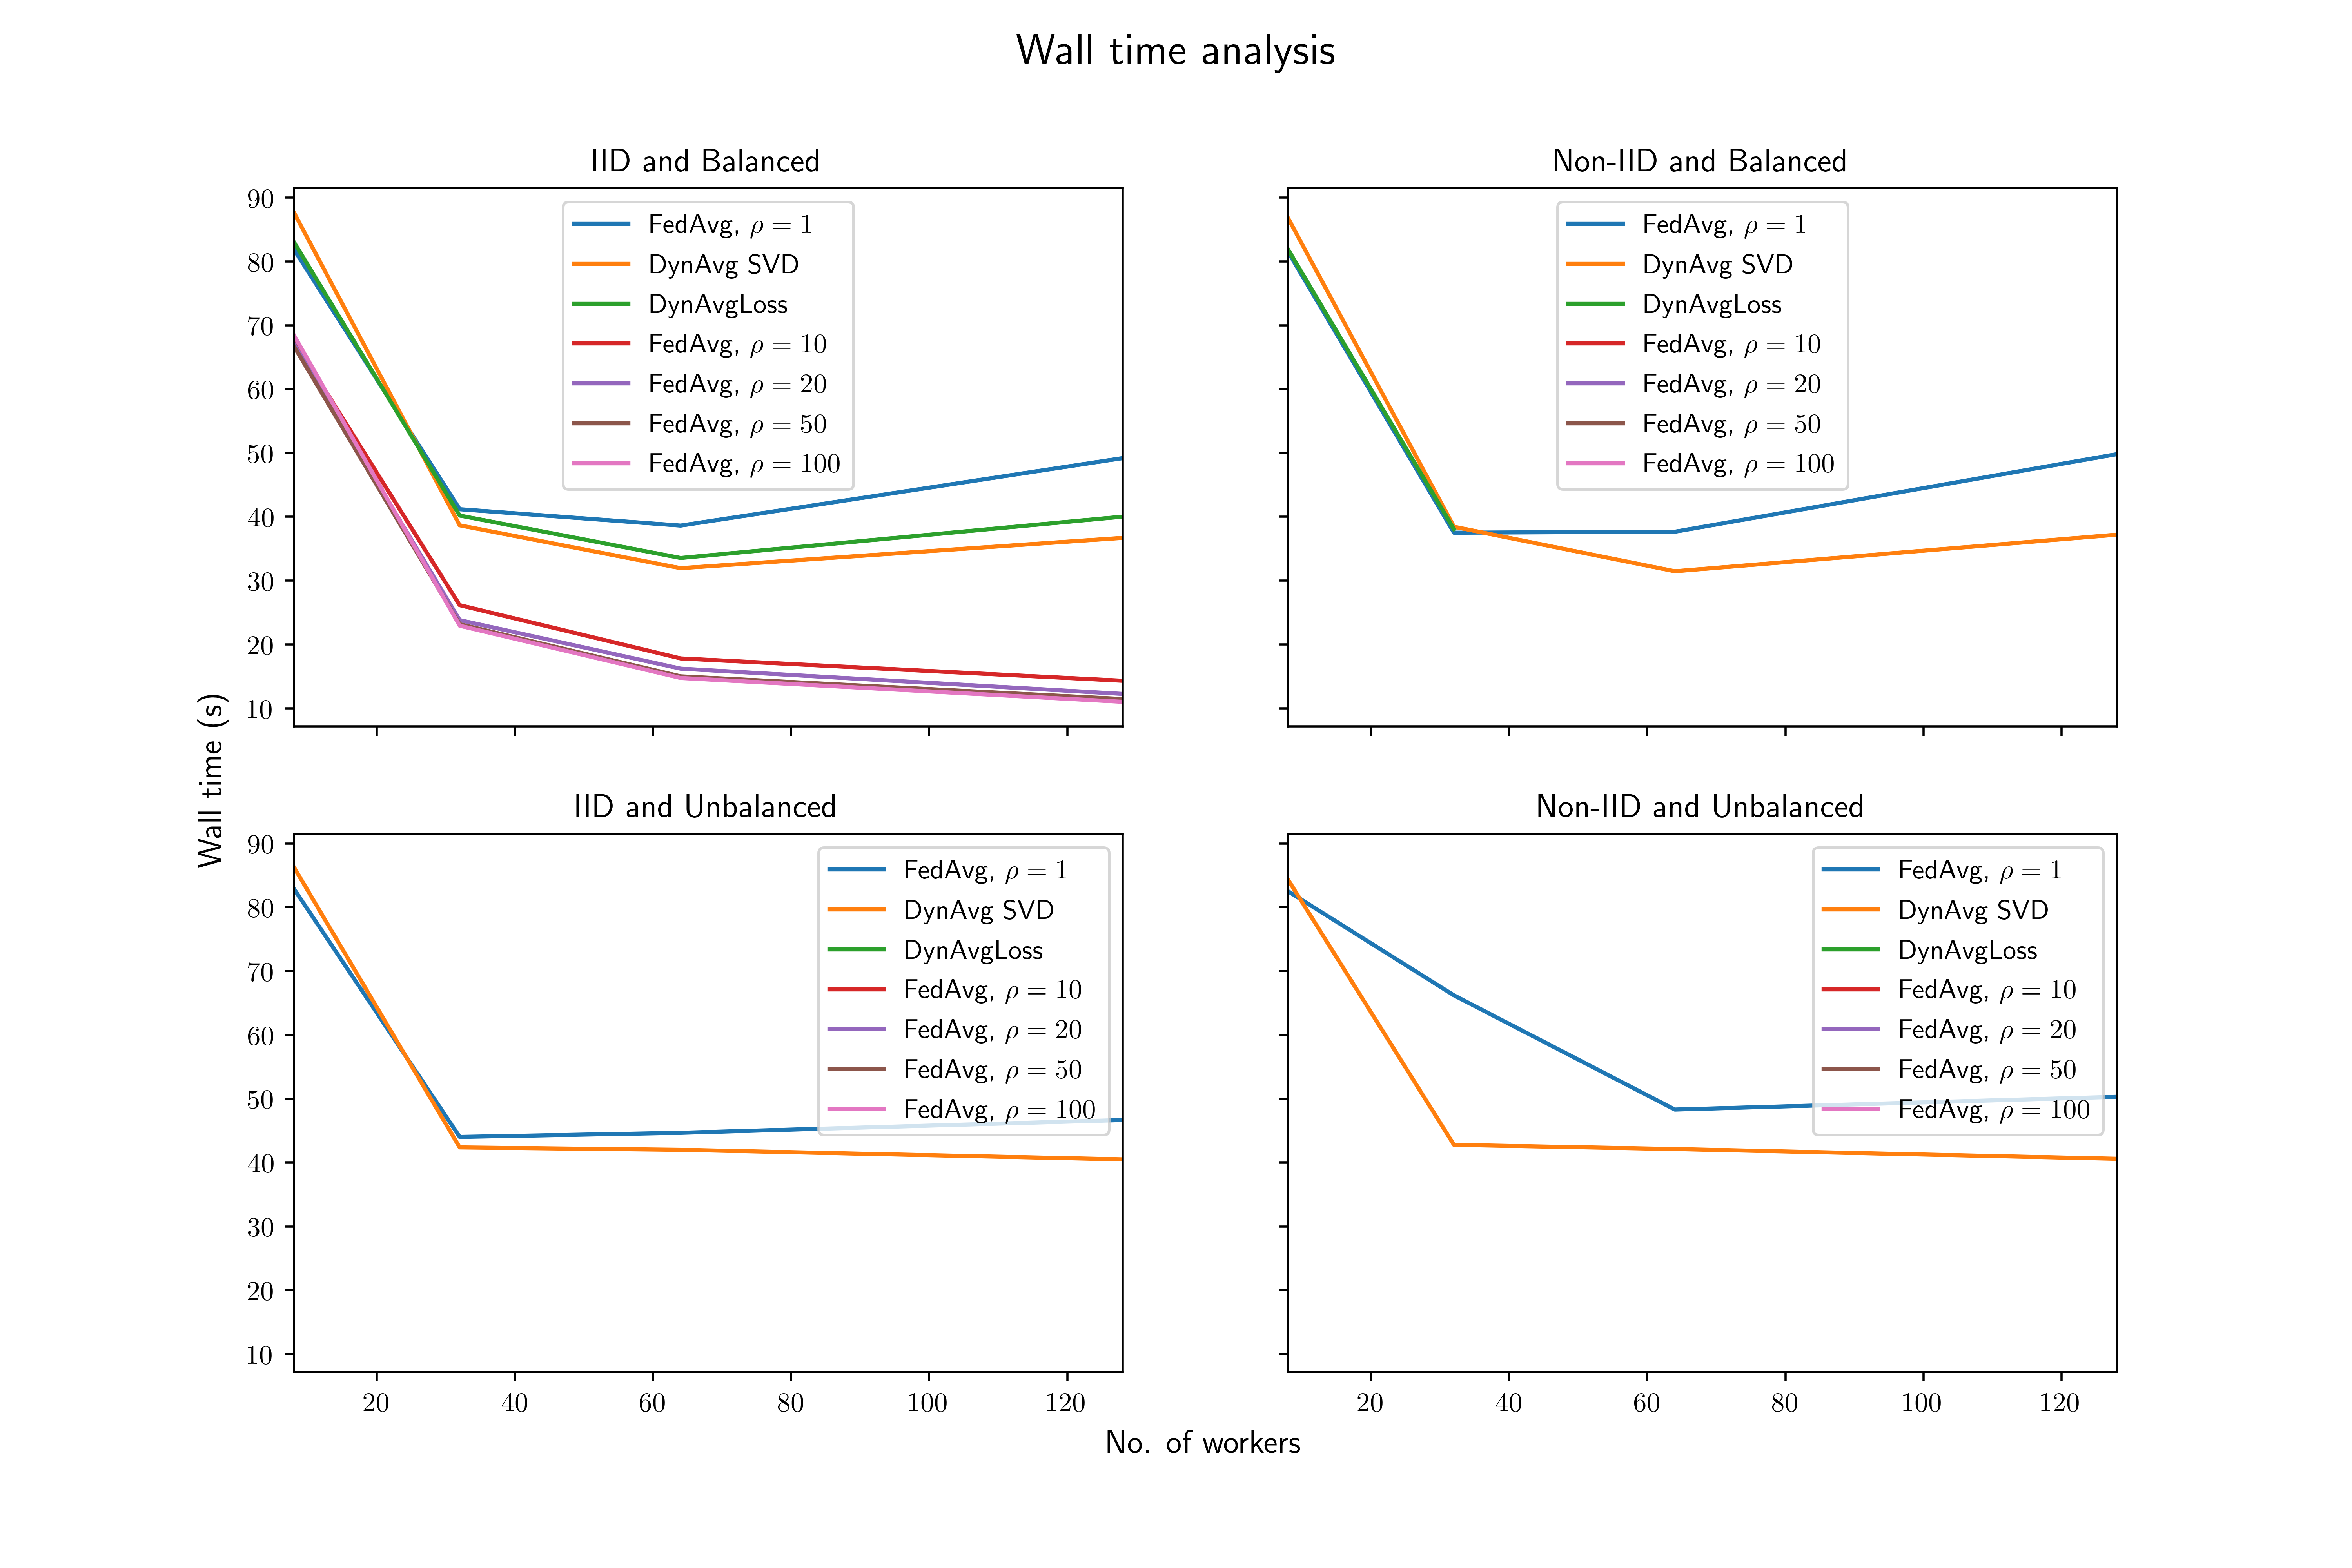 Wall time analysis
IID and Balanced
90
80
70
60
50
40
30
20
10
FedAvg, ρ = 1
DynAvg SVD
DynAvgLoss
FedAvg, ρ = 10
FedAvg, ρ = 20
FedAvg, ρ = 50
FedAvg, ρ = 100
Non-IID and Balanced
FedAvg, ρ = 1
DynAvg SVD
DynAvgLoss
FedAvg, ρ = 10
FedAvg, ρ = 20
FedAvg, ρ = 50
FedAvg, ρ = 100
Wall time (s)
IID and Unbalanced
90
80
70
60
50
40
30
20
10
FedAvg, ρ = 1
DynAvg SVD
DynAvgLoss
FedAvg, ρ = 10
FedAvg, ρ = 20
FedAvg, ρ = 50
FedAvg, ρ = 100
20 40 60 80 100 120
Non-IID and Unbalanced
FedAvg, ρ = 1
DynAvg SVD
DynAvgLoss
FedAvg, ρ = 10
FedAvg, ρ = 20
FedAvg, ρ = 50
FedAvg, ρ = 100
20 40 60 80 100 120
No. of workers